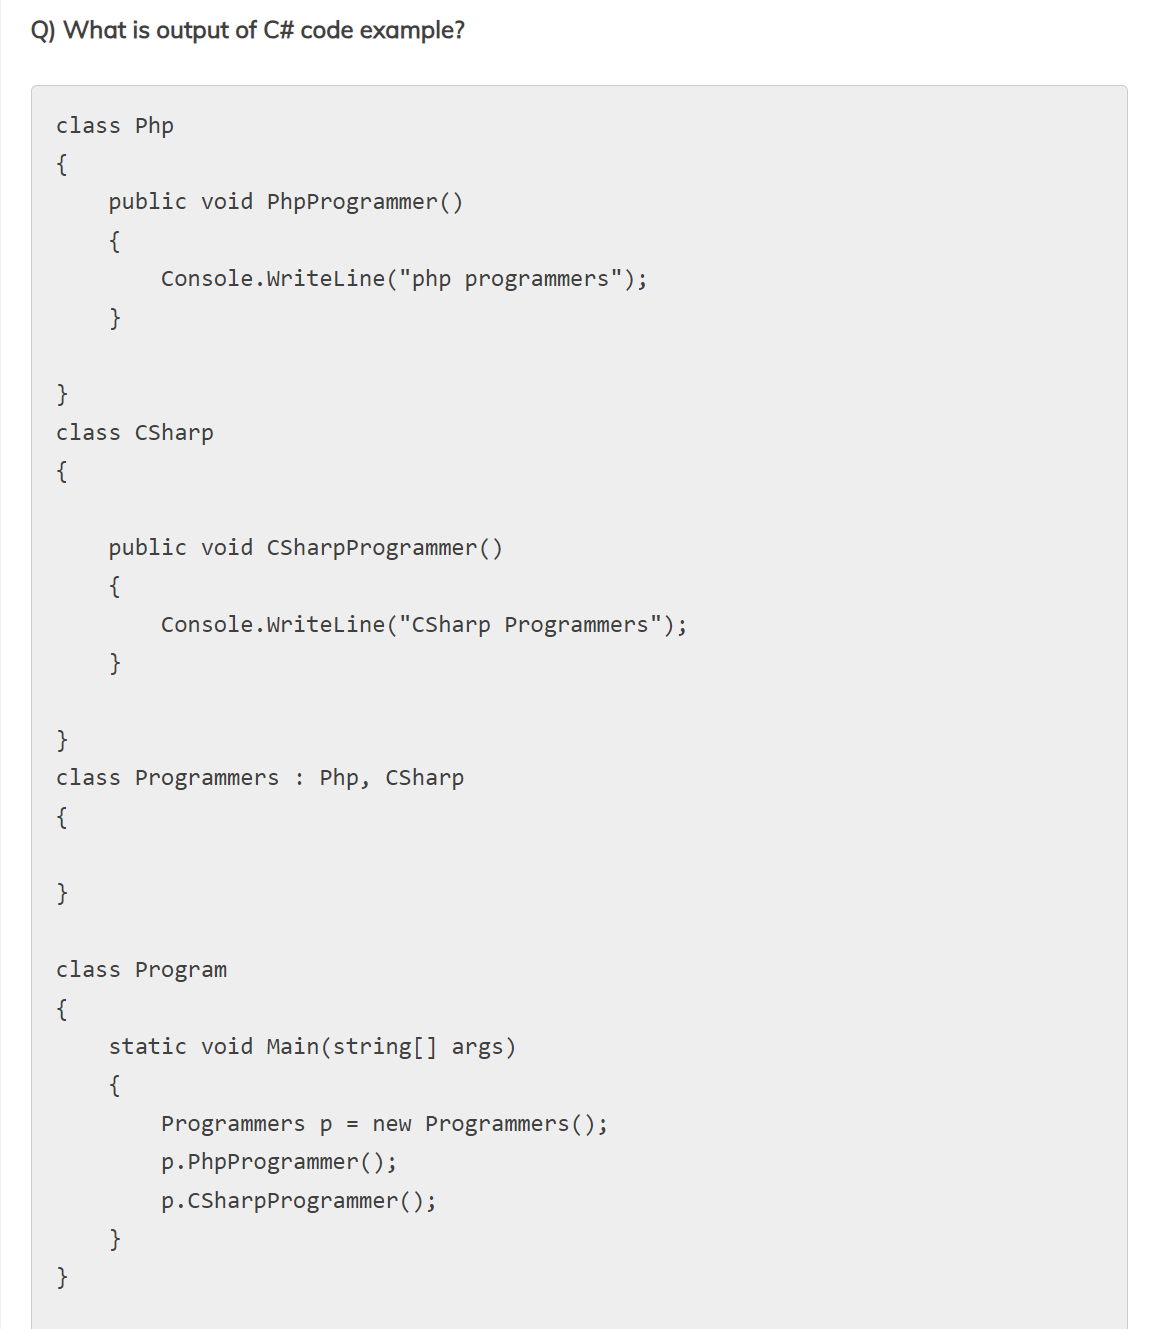 Q) What is output of C# code example?
class Php
{
    public void PhpProgrammer()
    {
        Console.WriteLine("php programmers");
    }
}
class CSharp
{
    public void CSharpProgrammer()
    {
        Console.WriteLine("CSharp Programmers");
    }
}
class Programmers : Php, CSharp
{
}
class Program
{
    static void Main(string[] args)
    {
        Programmers p = new Programmers();
        p.PhpProgrammer();
        p.CSharpProgrammer();
    }
}